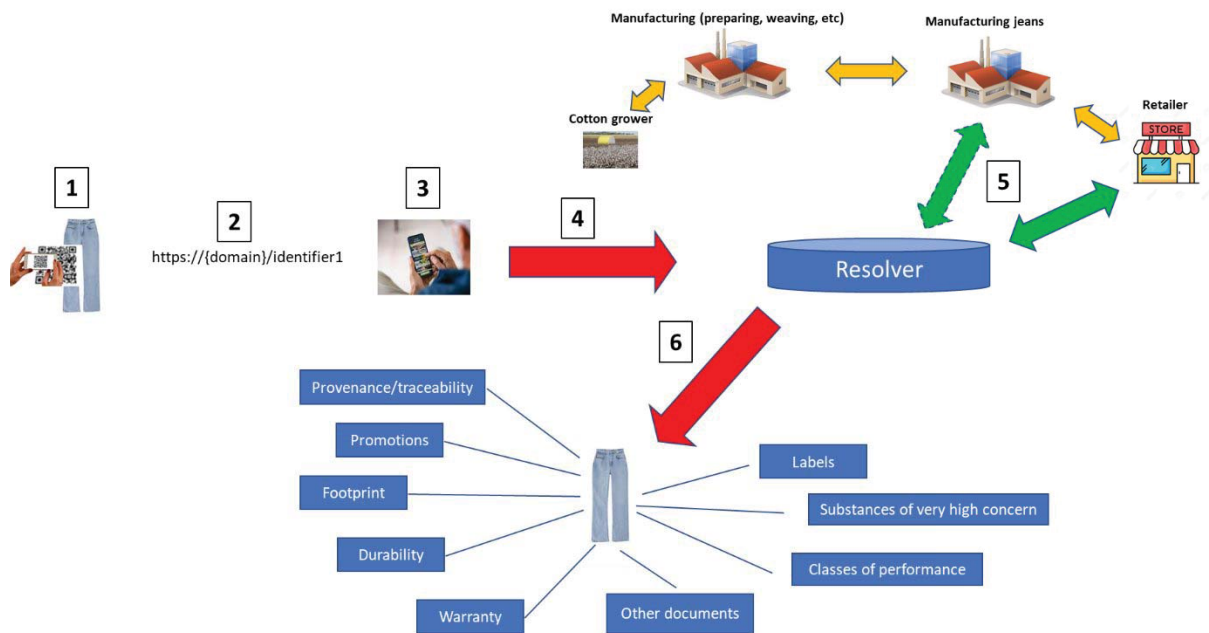 Manufacturing (preparing, weaving, etc)
Manufacturing jeans
Retailer
STORE
Cotton grower
1
2
3
4
5
https://{domain}/identifier1
Resolver
6
Provenance/traceability
Promotions
Footprint
Durability
Warranty
Labels
Substances of very high concern
Classes of performance
Other documents